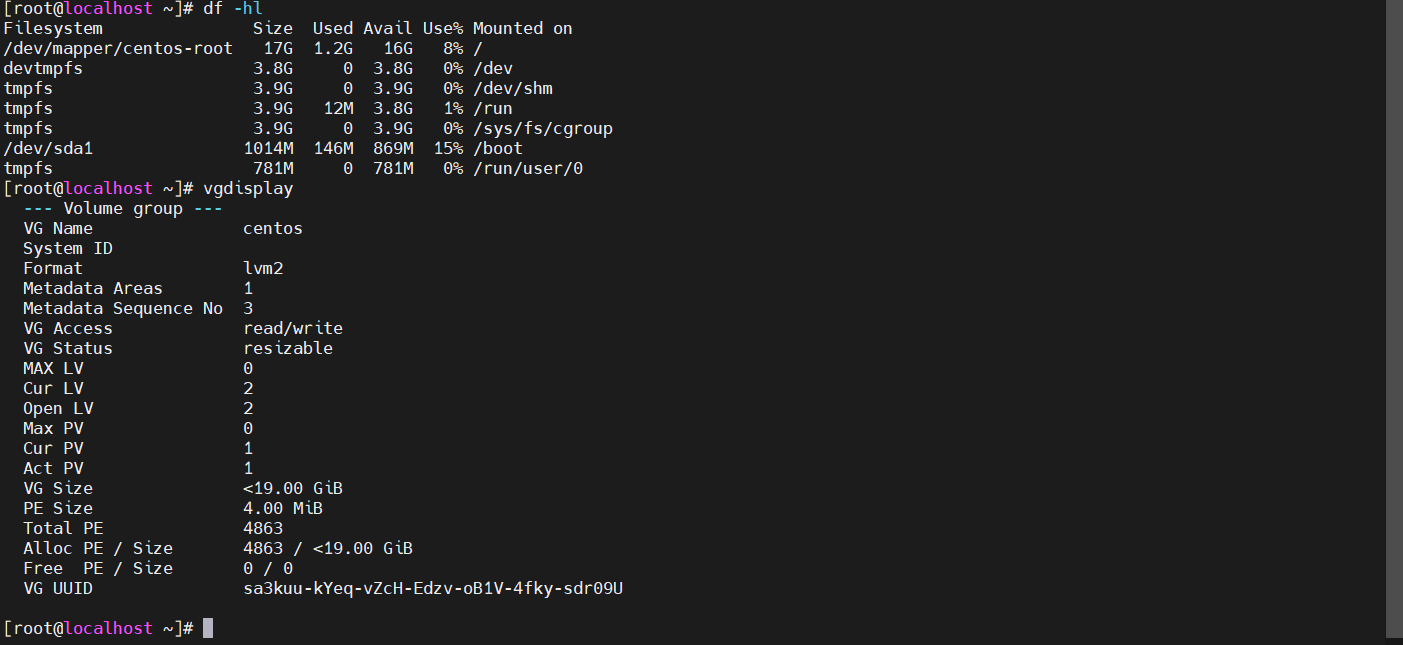 [root@localhost ~]# df -hl
Filesystem               Size  Used Avail Use% Mounted on
/dev/mapper/centos-root   17G  1.2G   16G   8% /
devtmpfs                 3.8G     0  3.8G   0% /dev
tmpfs                    3.9G     0  3.9G   0% /dev/shm
tmpfs                    3.9G   12M  3.8G   1% /run
tmpfs                    3.9G     0  3.9G   0% /sys/fs/cgroup
/dev/sda1               1014M  146M  869M  15% /boot
tmpfs                    781M     0  781M   0% /run/user/0
[root@localhost ~]# vgdisplay
  --- Volume group ---
  VG Name               centos
  System ID
  Format                lvm2
  Metadata Areas        1
  Metadata Sequence No  3
  VG Access             read/write
  VG Status             resizable
  MAX LV                0
  Cur LV                2
  Open LV               2
  Max PV                0
  Cur PV                1
  Act PV                1
  VG Size               <19.00 GiB
  PE Size               4.00 MiB
  Total PE              4863
  Alloc PE / Size       4863 / <19.00 GiB
  Free  PE / Size       0 / 0
  VG UUID               sa3kuu-kYeq-vZcH-Edzv-oB1V-4fky-sdr09U
[root@localhost ~]#